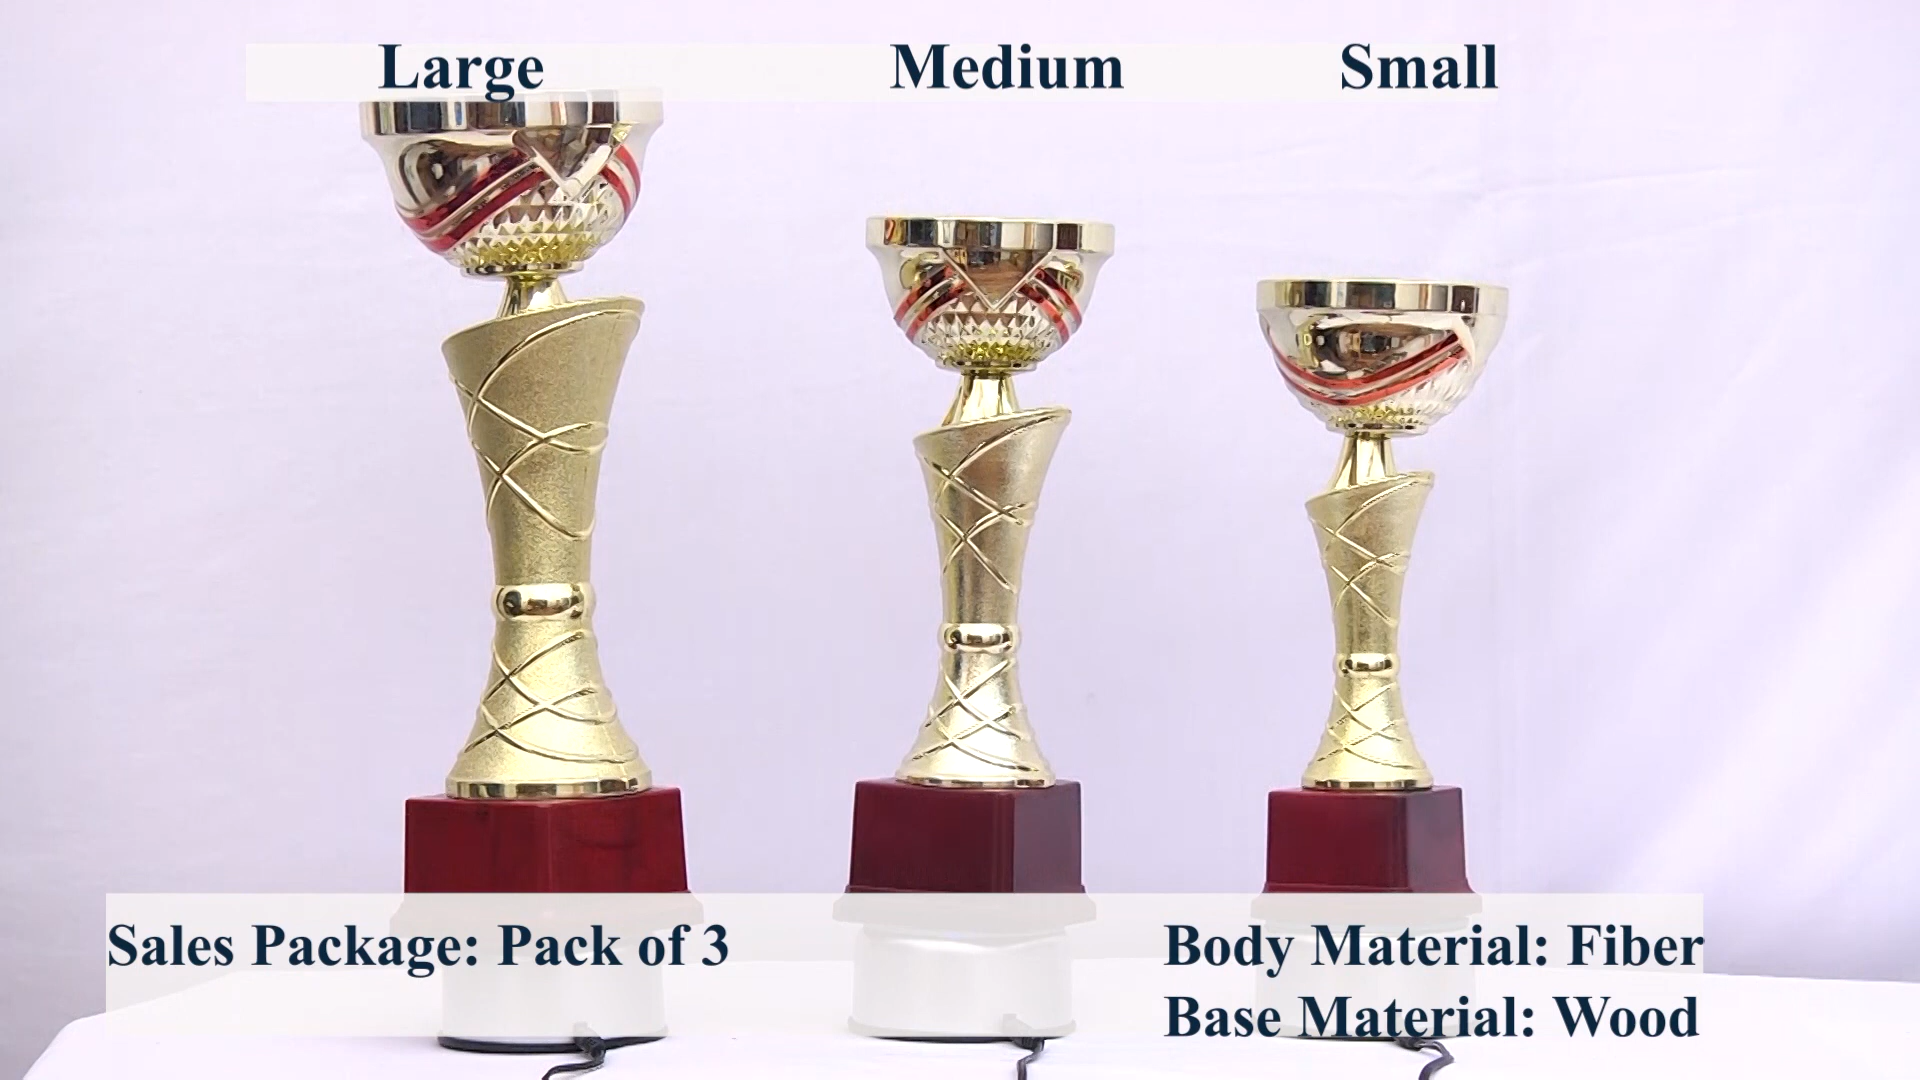 Large Medium Small
Sales Package: Pack of 3
Body Material: Fiber
Base Material: Wood